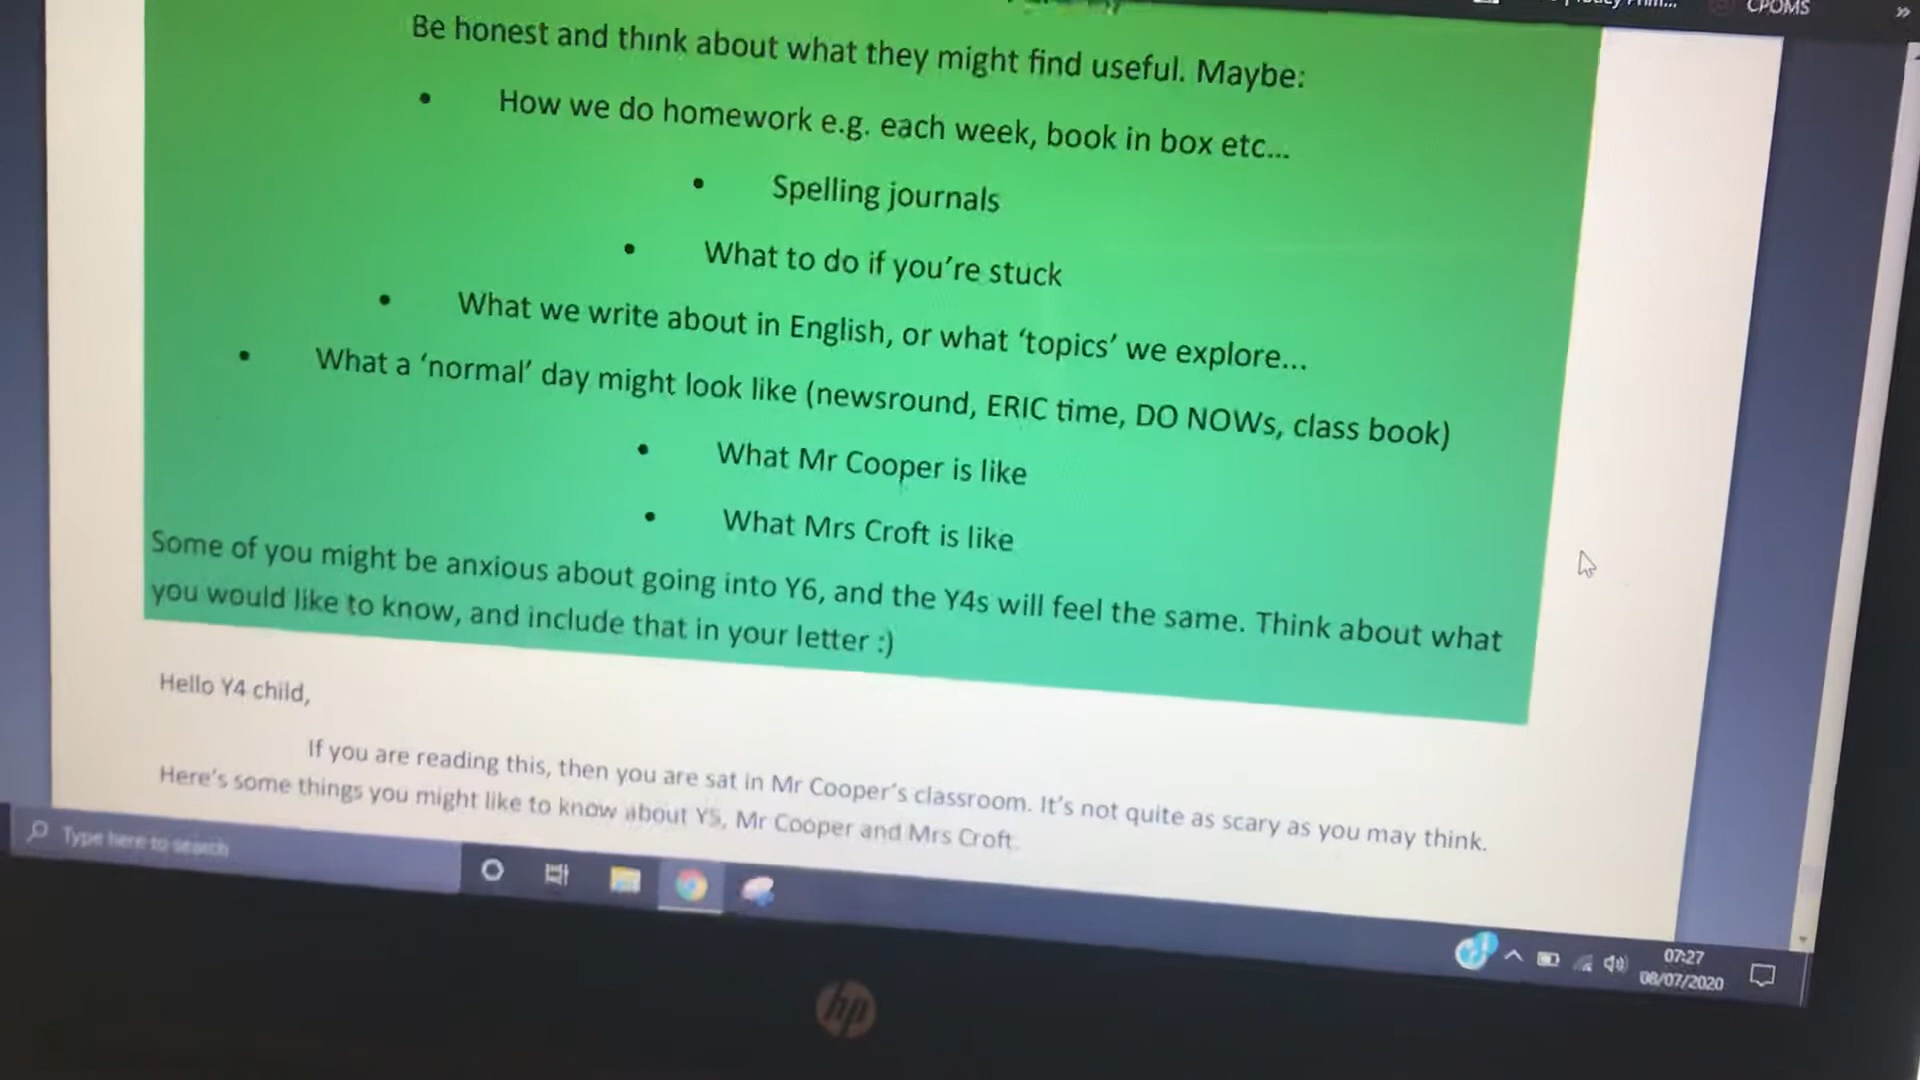 CPOMS
»
Be honest and think about what they might find useful. Maybe:
• How we do homework e.g. each week, book in box etc...
• Spelling journals
• What to do if you're stuck
• What we write about in English, or what 'topics' we explore...
• What a 'normal' day might look like (newsround, ERIC time, DO NOWs, class book)
• What Mr Cooper is like
• What Mrs Croft is like
Some of you might be anxious about going into Y6, and the Y4s will feel the same. Think about what
you would like to know, and include that in your letter :)
Hello Y4 child,
If you are reading this, then you are sat in Mr Cooper's classroom. It's not quite as scary as you may think.
Here's some things you might like to know about Y5, Mr Cooper and Mrs Croft.
Type here to search
07:27
08/07/2020
hp